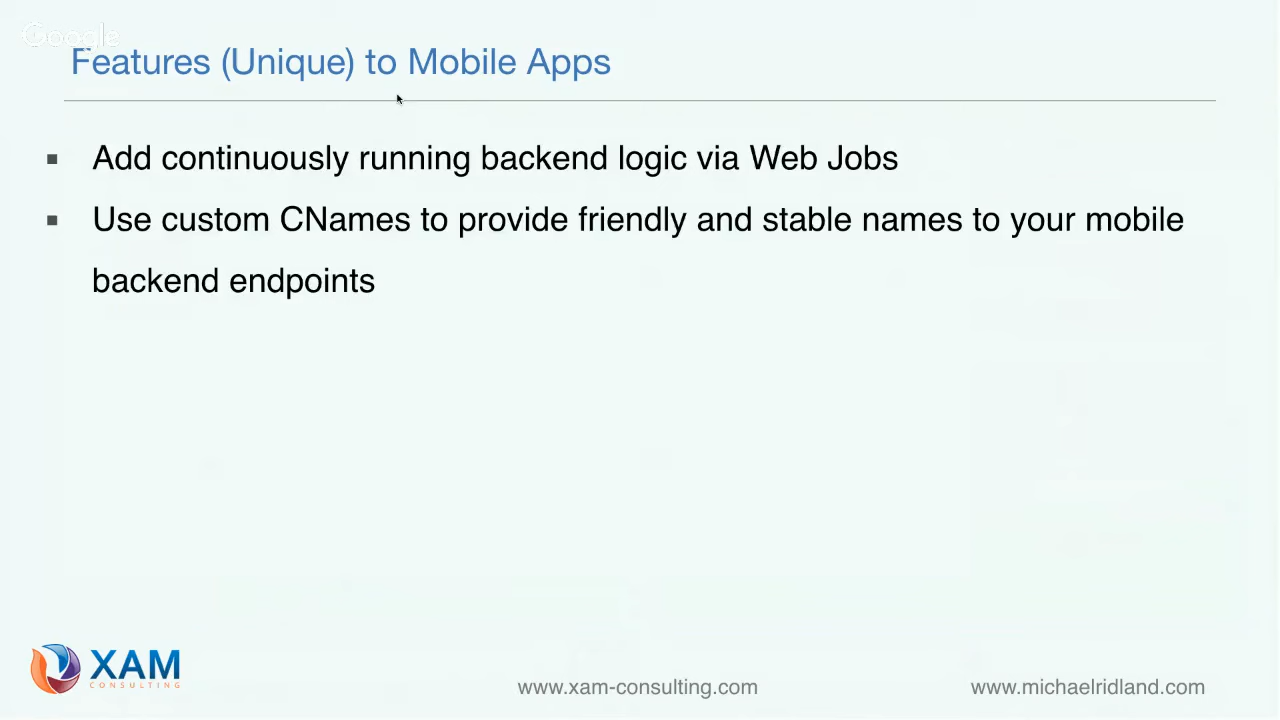 Google
Features (Unique) to Mobile Apps
▪ Add continuously running backend logic via Web Jobs
▪ Use custom CNames to provide friendly and stable names to your mobile
backend endpoints
XAM
CONSULTING
www.xam-consulting.com
www.michaelridland.com